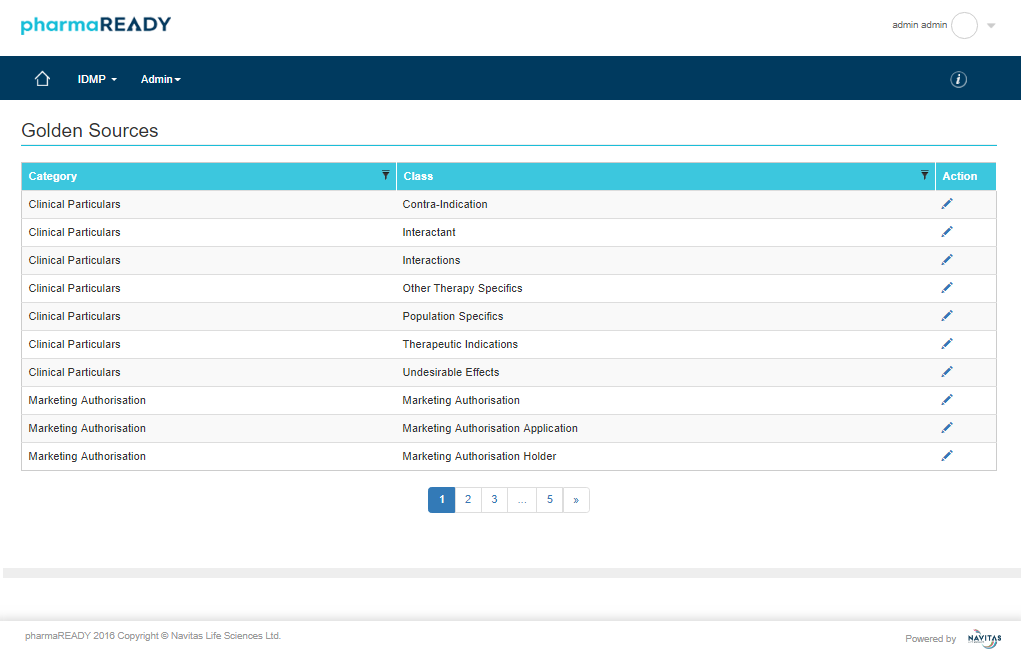 pharmaREADY
admin admin
IDMP Admin
Golden Sources
Category Class Action
Clinical Particulars Contra-Indication
Clinical Particulars Interactant
Clinical Particulars Interactions
Clinical Particulars Other Therapy Specifics
Clinical Particulars Population Specifics
Clinical Particulars Therapeutic Indications
Clinical Particulars Undesirable Effects
Marketing Authorisation Marketing Authorisation
Marketing Authorisation Marketing Authorisation Application
Marketing Authorisation Marketing Authorisation Holder
1 2 3 ... 5 »
pharmaREADY 2016 Copyright © Navitas Life Sciences Ltd.
Powered by NAVITAS